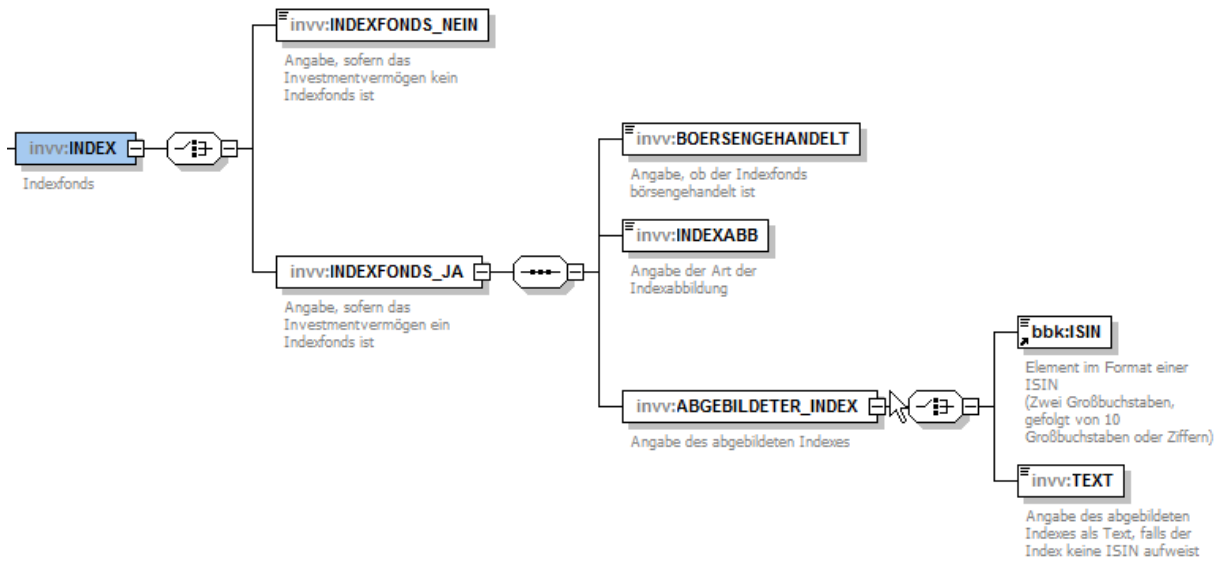 invv:INDEXFONDS_NEIN
Angabe, sofern das
Investmentvermögen kein
Indexfonds ist
invv:INDEX
Indexfonds
invv:BOERSENGEHANDELT
Angabe, ob der Indexfonds
börsengehandelt ist
invv:INDEXABB
Angabe der Art der
Indexabbildung
invv:INDEXFONDS_JA
Angabe, sofern das
Investmentvermögen ein
Indexfonds ist
invv:ABGEBILDETER_INDEX
Angabe des abgebildeten Indexes
bbk:ISIN
Element im Format einer
ISIN
(Zwei Großbuchstaben,
gefolgt von 10
Großbuchstaben oder Ziffern)
invv:TEXT
Angabe des abgebildeten
Indexes als Text, falls der
Index keine ISIN aufweist